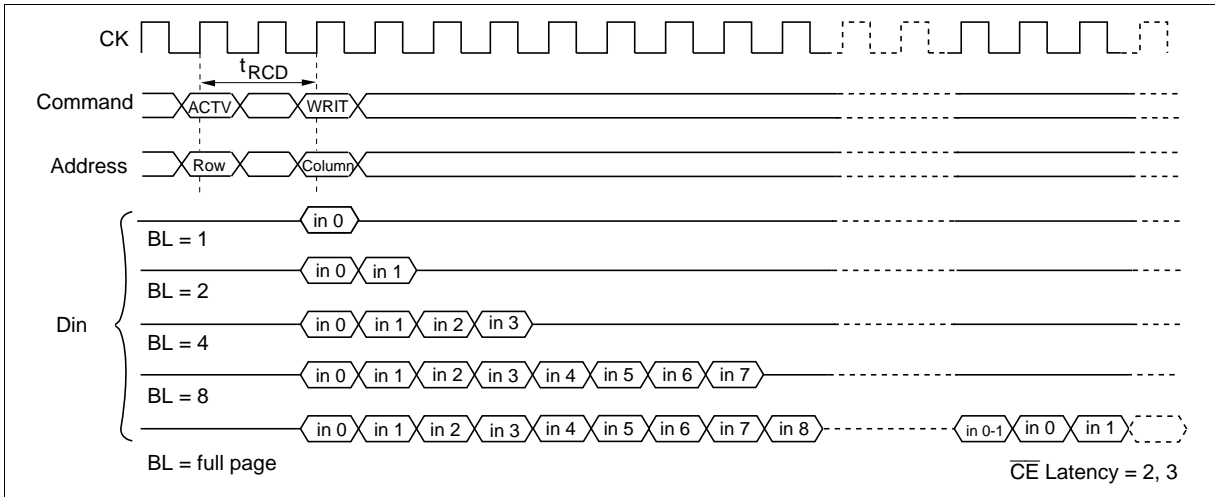 CK
tRCD
Command ACTV WRIT
Address Row Column
in 0
BL = 1
in 0 in 1
BL = 2
Din
in 0 in 1 in 2 in 3
BL = 4
in 0 in 1 in 2 in 3 in 4 in 5 in 6 in 7
BL = 8
in 0 in 1 in 2 in 3 in 4 in 5 in 6 in 7 in 8 in 0-1 in 0 in 1
BL = full page
C̅E̅ Latency = 2, 3